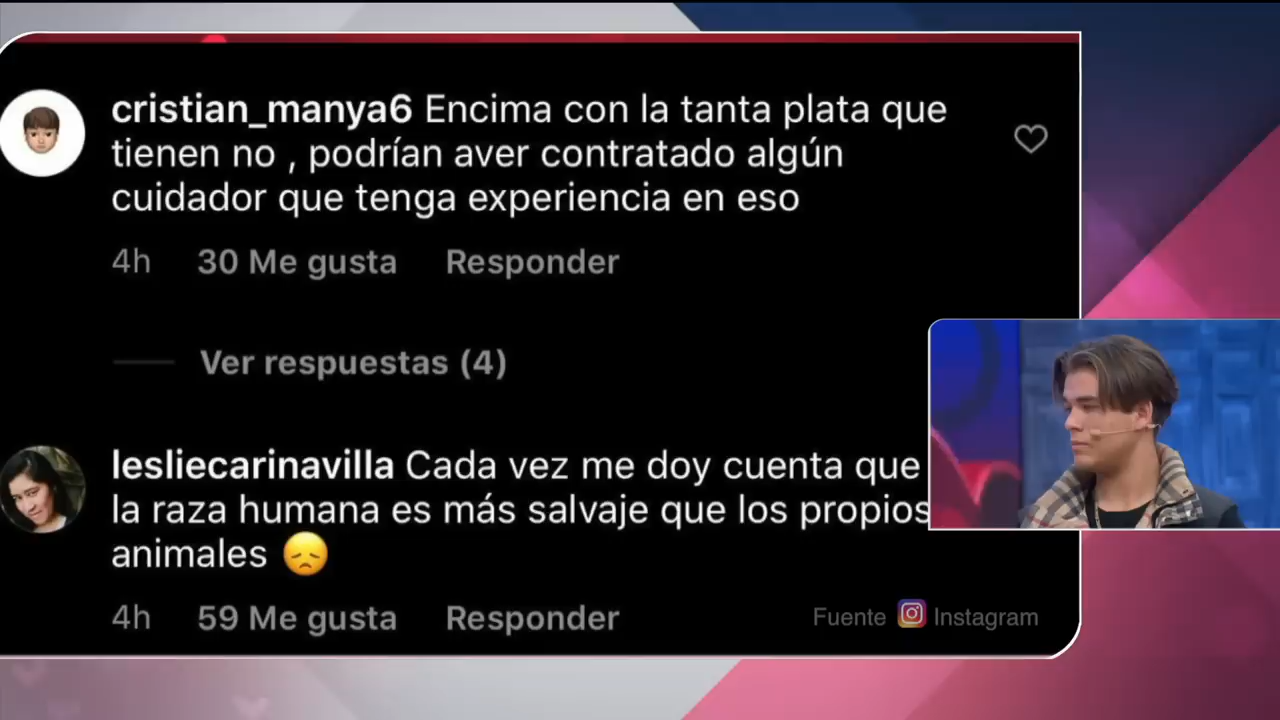 cristian_manya6 Encima con la tanta plata que
tienen no , podrían aver contratado algún
cuidador que tenga experiencia en eso
4h 30 Me gusta Responder
Ver respuestas (4)
lesliecarinavilla Cada vez me doy cuenta que
la raza humana es más salvaje que los propios
animales 😞
4h 59 Me gusta Responder
Fuente Instagram